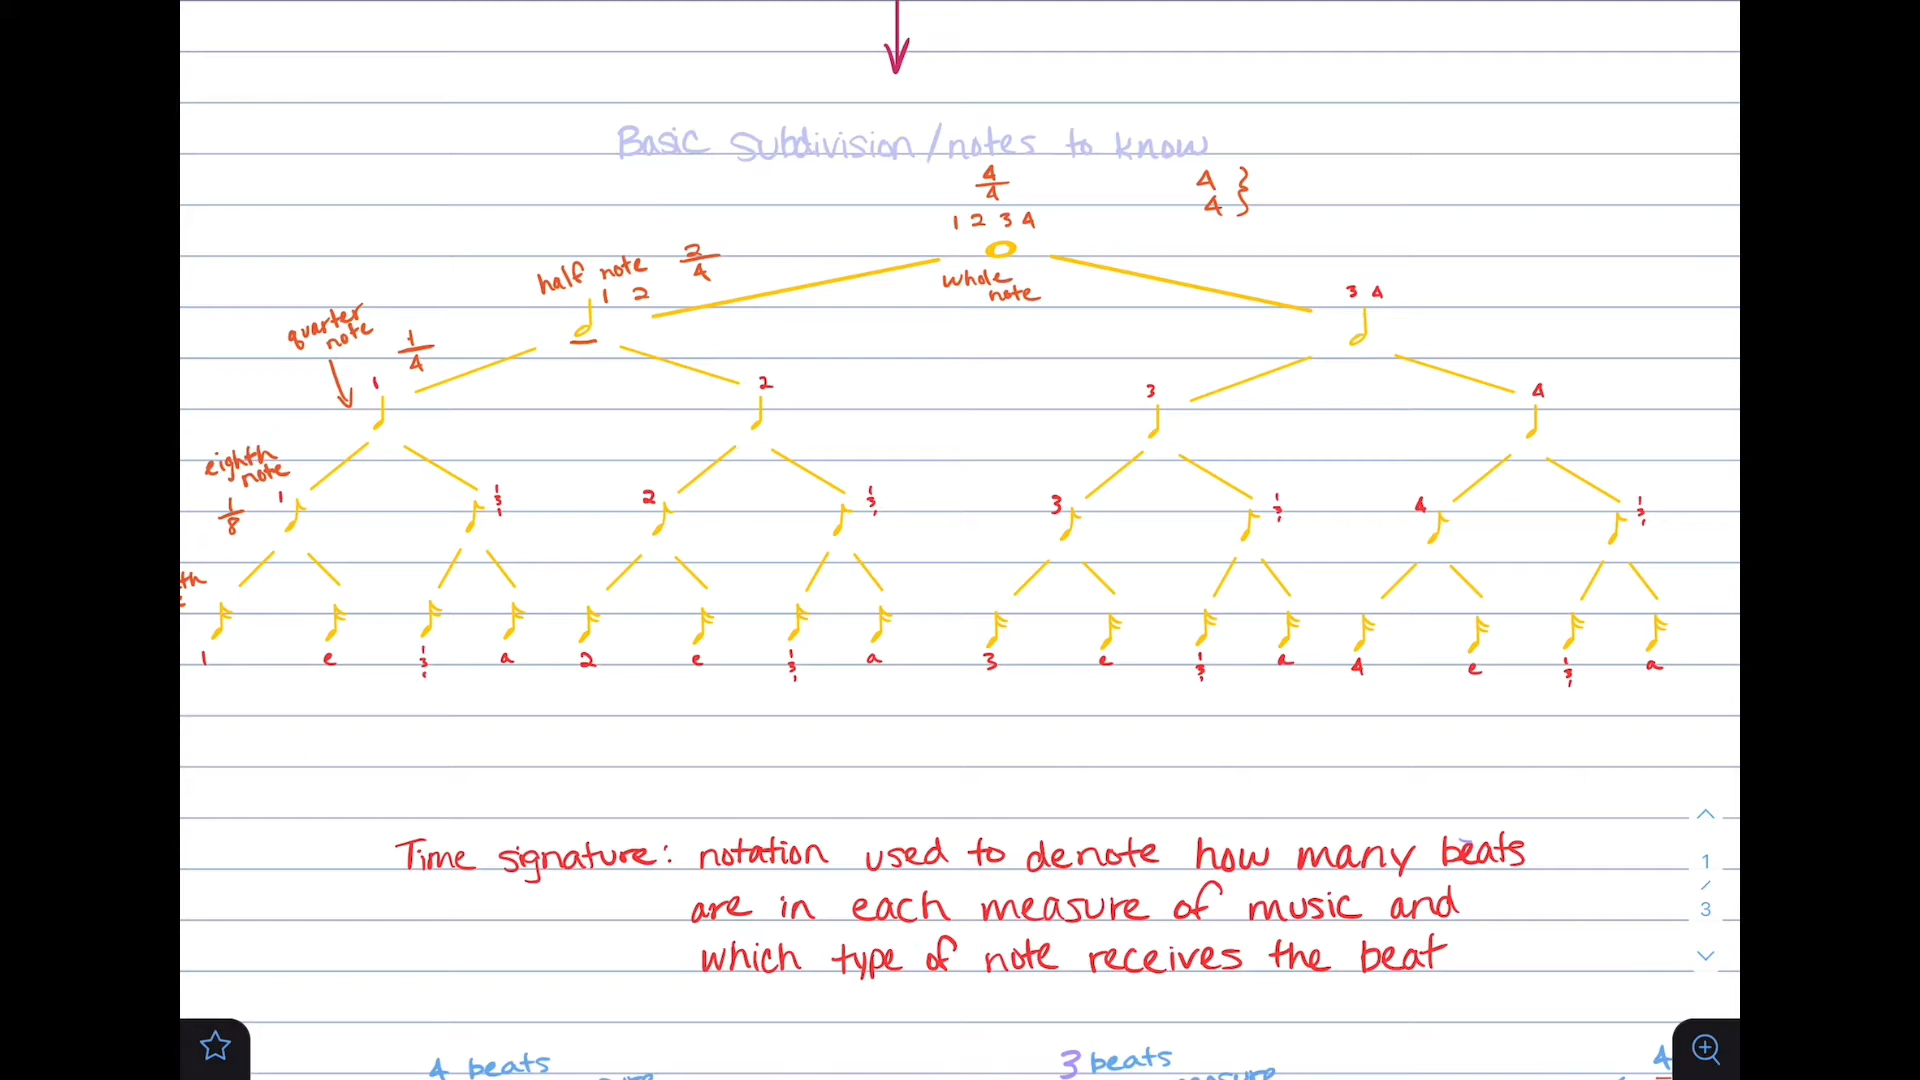 Basic Subdivision/notes to know
4/4
4
4 }
1 2 3 4
half note 2/4
1 2
whole
note
3 4
quarter
note
1/4
1 2 3 4
eighth
note
1/8
1 & 2 & 3 & 4 &
th
1 e & a 2 e & a 3 e & a 4 e & a
Time signature: notation used to denote how many beats
are in each measure of music and
which type of note receives the beat
1
/
3
4 beats 3 beats 4